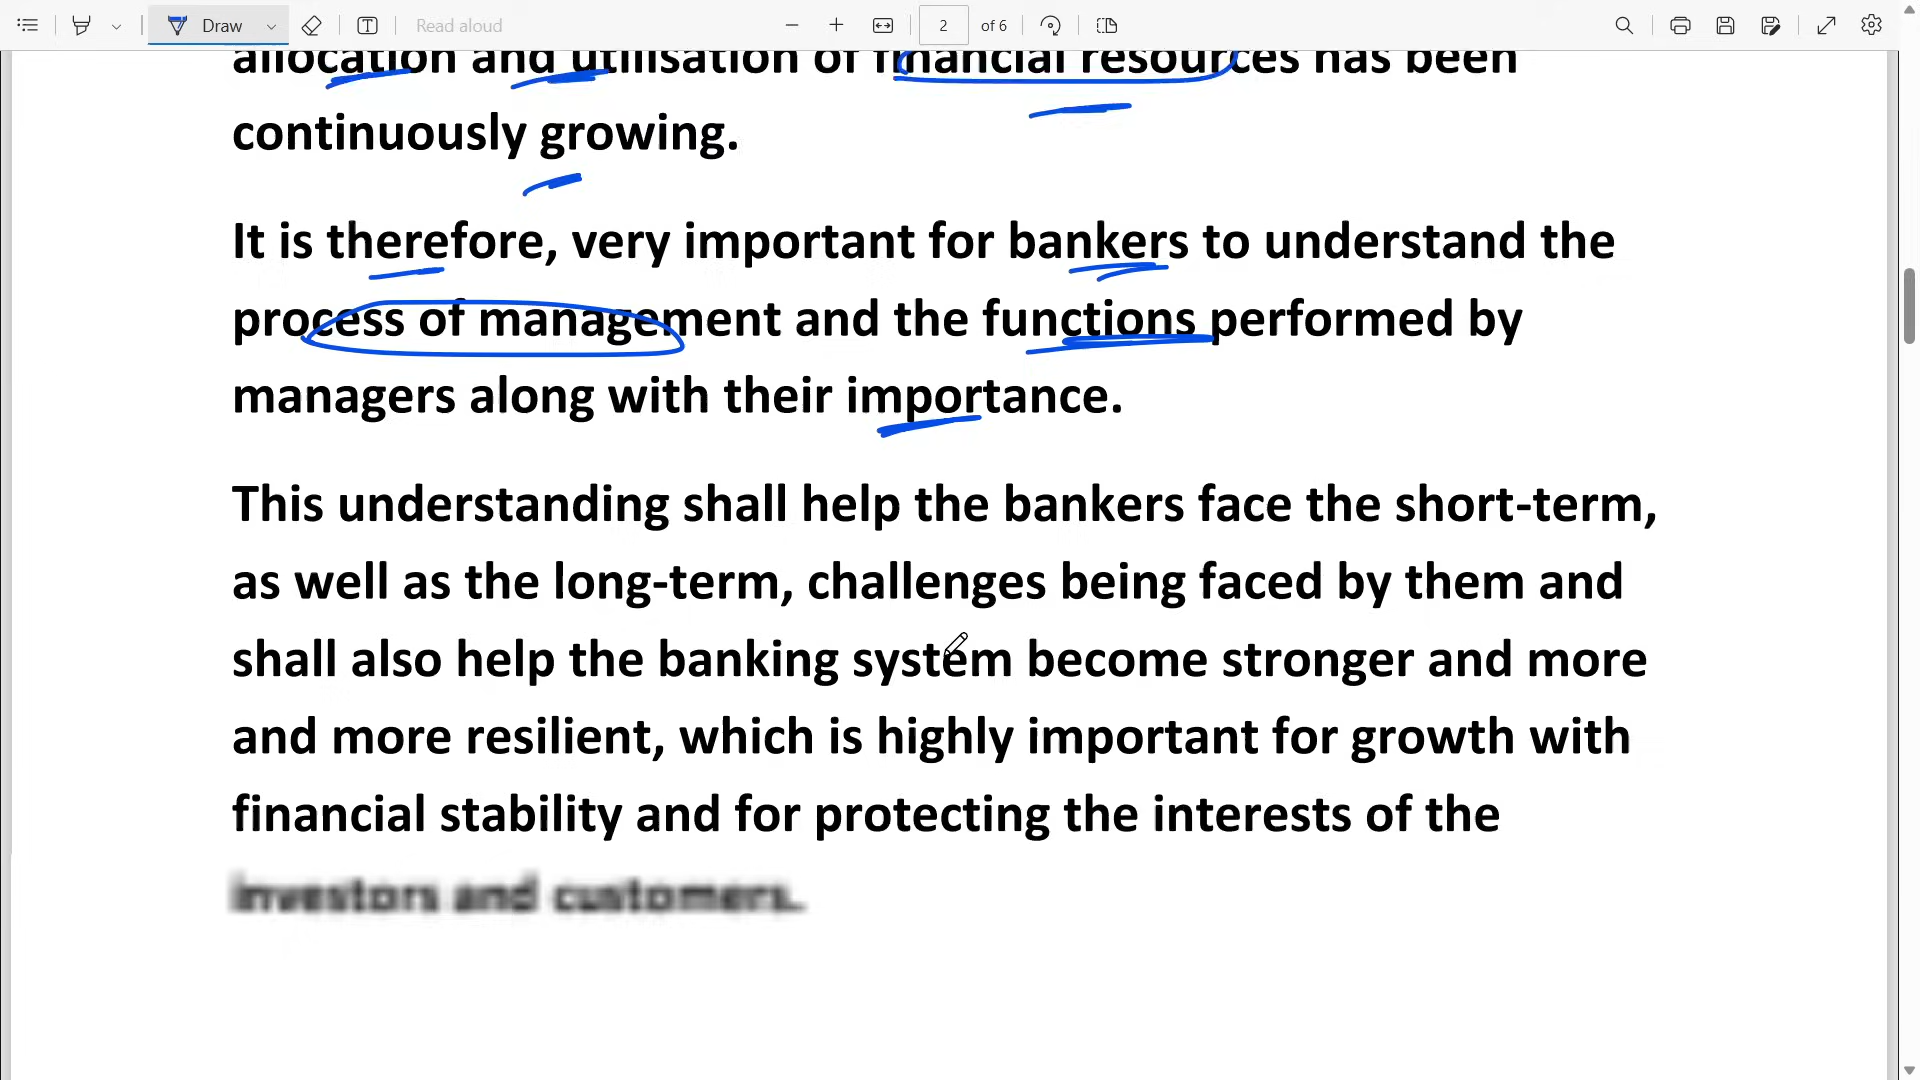 Draw
Read aloud
2
of 6
allocation and utilisation of financial resources has been
continuously growing.
It is therefore, very important for bankers to understand the
process of management and the functions performed by
managers along with their importance.
This understanding shall help the bankers face the short-term,
as well as the long-term, challenges being faced by them and
shall also help the banking system become stronger and more
and more resilient, which is highly important for growth with
financial stability and for protecting the interests of the
investors and customers.